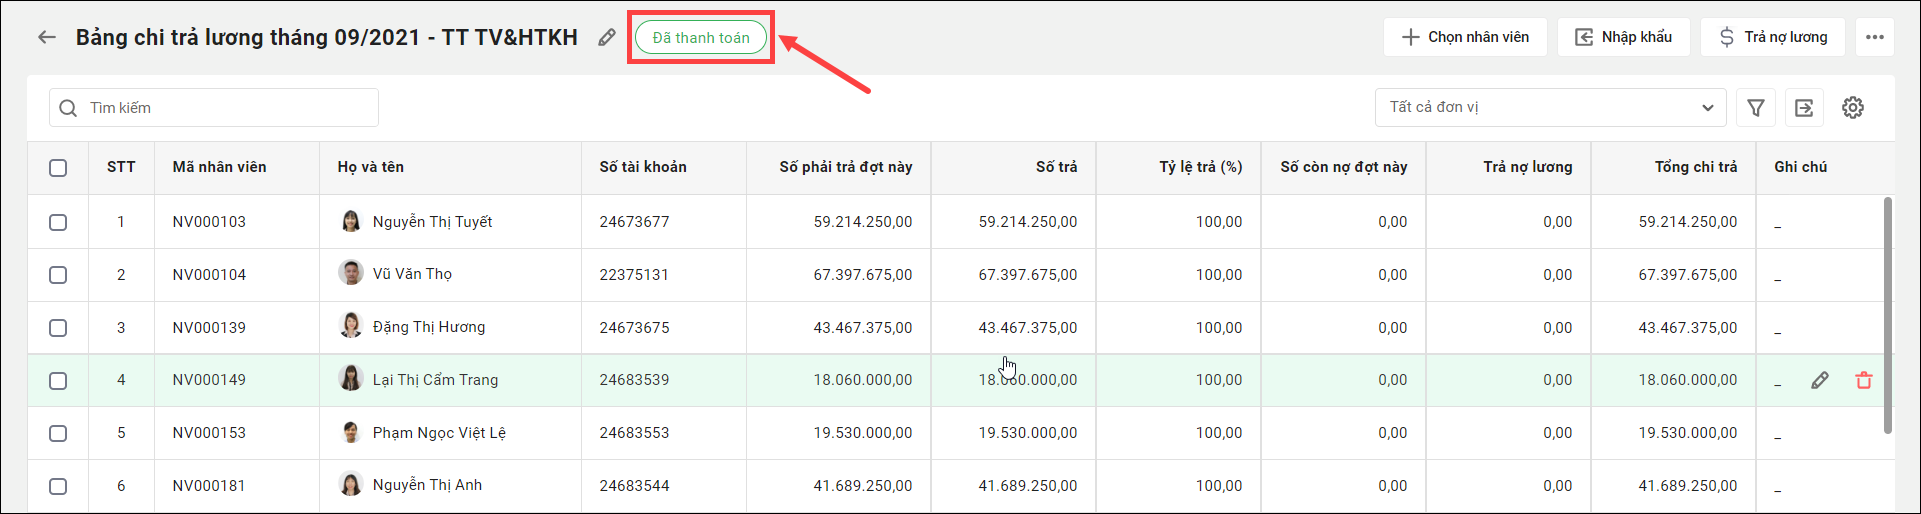 Bảng chi trả lương tháng 09/2021 - TT TV&HTKH Đã thanh toán Chọn nhân viên Nhập khẩu Trả nợ lương
Tìm kiếm Tất cả đơn vị
STT Mã nhân viên Họ và tên Số tài khoản Số phải trả đợt này Số trả Tỷ lệ trả (%) Số còn nợ đợt này Trả nợ lương Tổng chi trả Ghi chú
1 NV000103 Nguyễn Thị Tuyết 24673677 59.214.250,00 59.214.250,00 100,00 0,00 0,00 59.214.250,00 _
2 NV000104 Vũ Văn Thọ 22375131 67.397.675,00 67.397.675,00 100,00 0,00 0,00 67.397.675,00 _
3 NV000139 Đặng Thị Hương 24673675 43.467.375,00 43.467.375,00 100,00 0,00 0,00 43.467.375,00 _
4 NV000149 Lại Thị Cẩm Trang 24683539 18.060.000,00 18.060.000,00 100,00 0,00 0,00 18.060.000,00 _
5 NV000153 Phạm Ngọc Việt Lệ 24683553 19.530.000,00 19.530.000,00 100,00 0,00 0,00 19.530.000,00 _
6 NV000181 Nguyễn Thị Anh 24683544 41.689.250,00 41.689.250,00 100,00 0,00 0,00 41.689.250,00 _